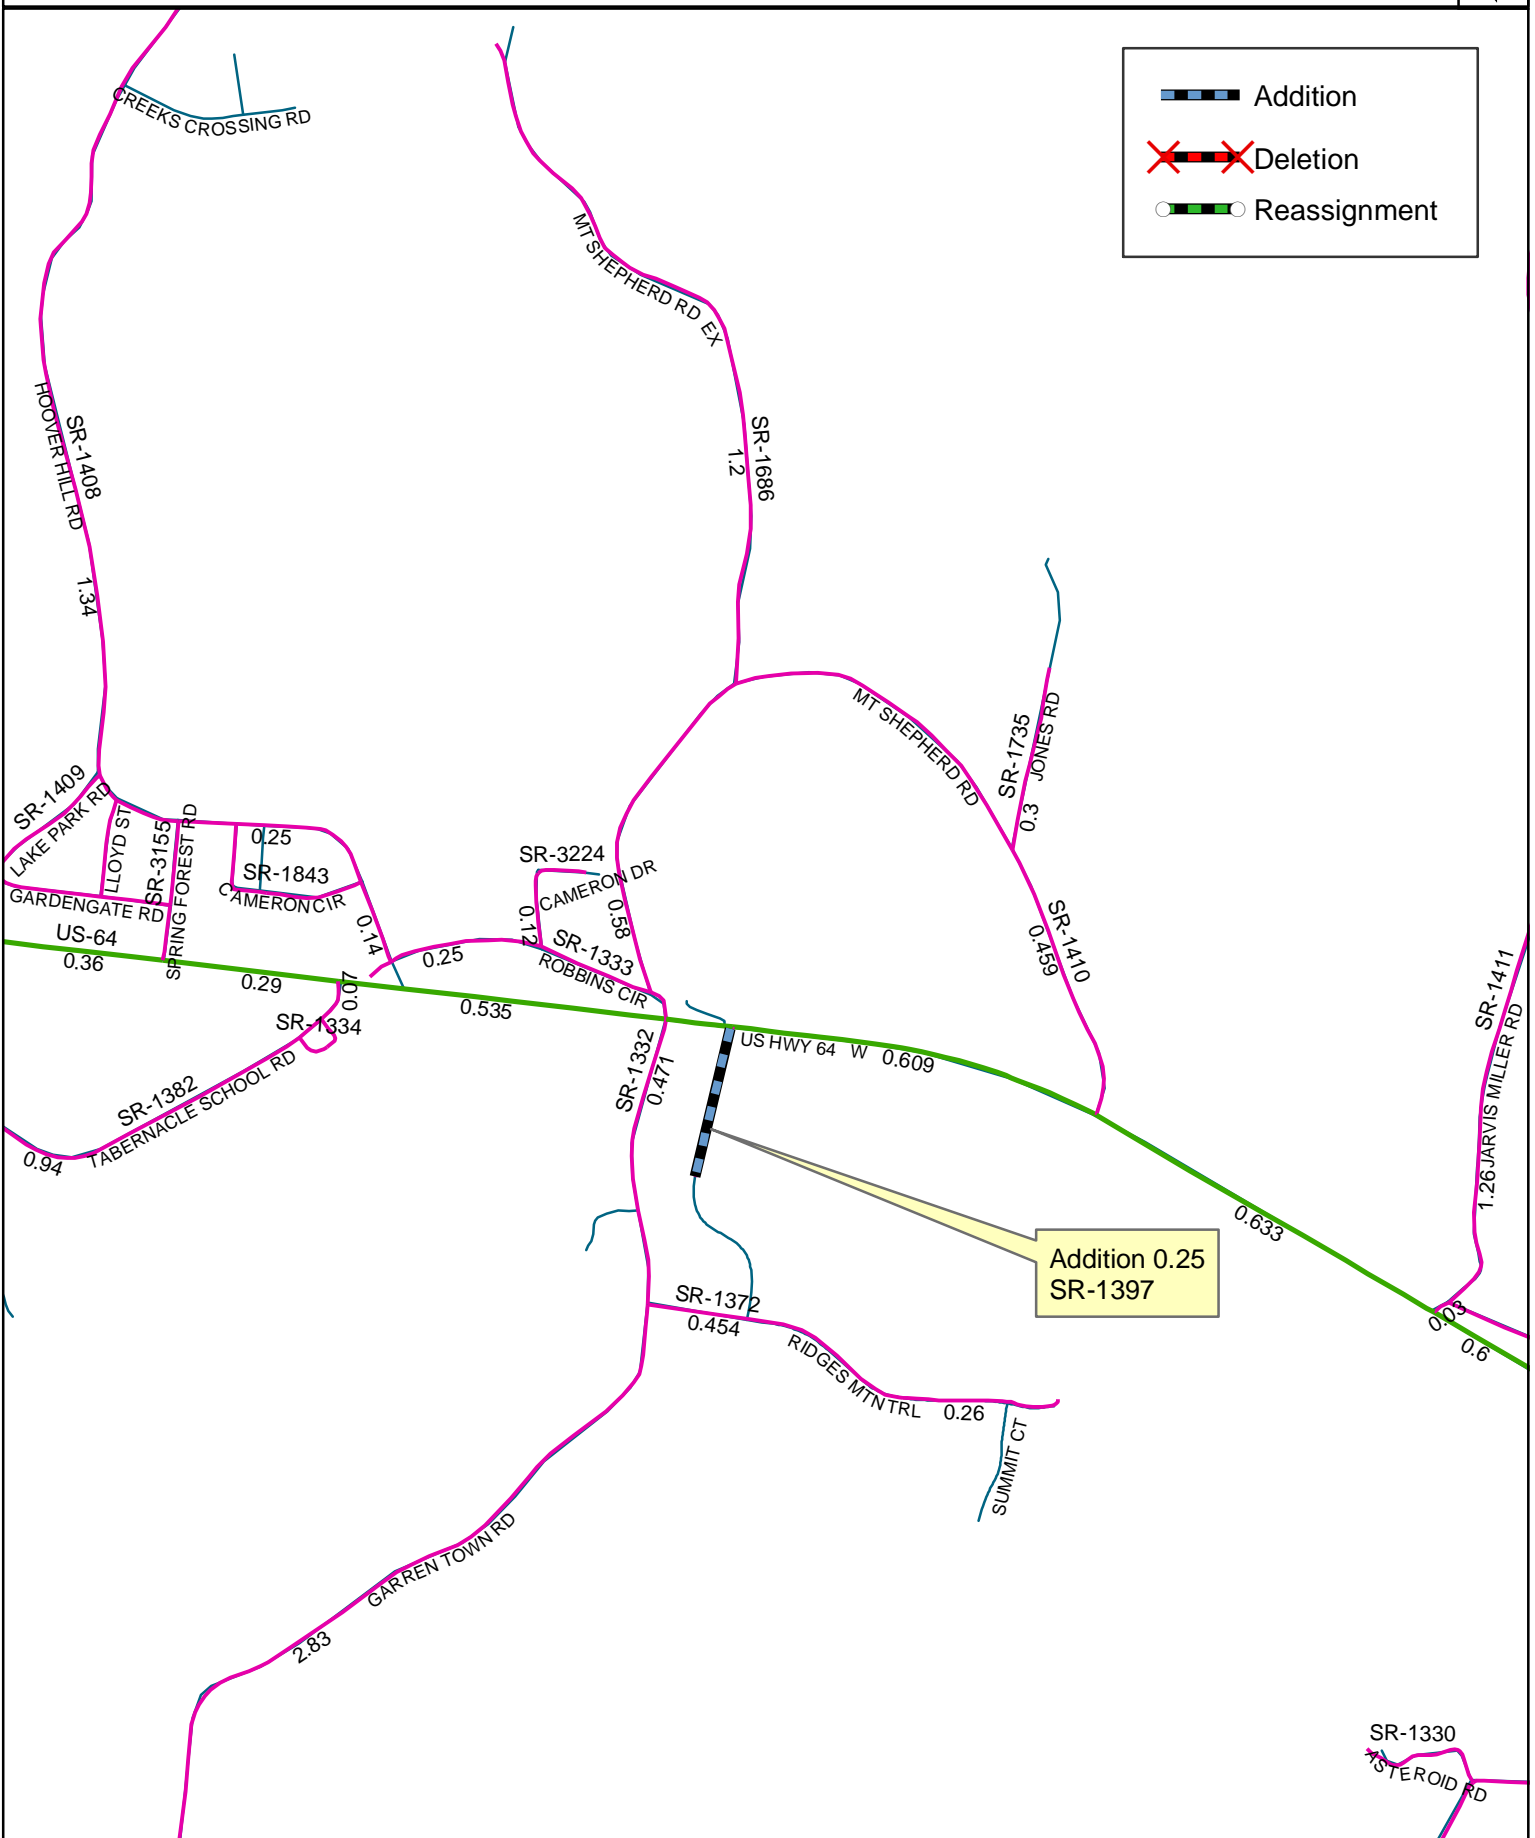 Addition
Deletion
Reassignment
CREEKS CROSSING RD
MT SHEPHERD RD EX
SR-1408
HOOVER HILL RD
1.34
SR-1686
1.2
MT SHEPHERD RD
SR-1735
JONES RD
0.3
SR-1409
LAKE PARK RD
LLOYD ST
SR-3155
SPRING FOREST RD
0.25
SR-1843
CAMERON CIR
GARDENGATE RD
0.14
SR-3224
CAMERON DR
0.12
0.58
SR-1333
ROBBINS CIR
0.25
US-64
0.36
0.29
0.07
0.535
SR-1334
SR-1382
TABERNACLE SCHOOL RD
0.94
SR-1332
0.471
US HWY 64 W
0.609
SR-1410
0.459
SR-1411
JARVIS MILLER RD
1.26
0.633
Addition 0.25
SR-1397
SR-1372
0.454
RIDGES MTN TRL
0.26
SUMMIT CT
0.03
0.6
GARREN TOWN RD
2.83
SR-1330
ASTEROID RD